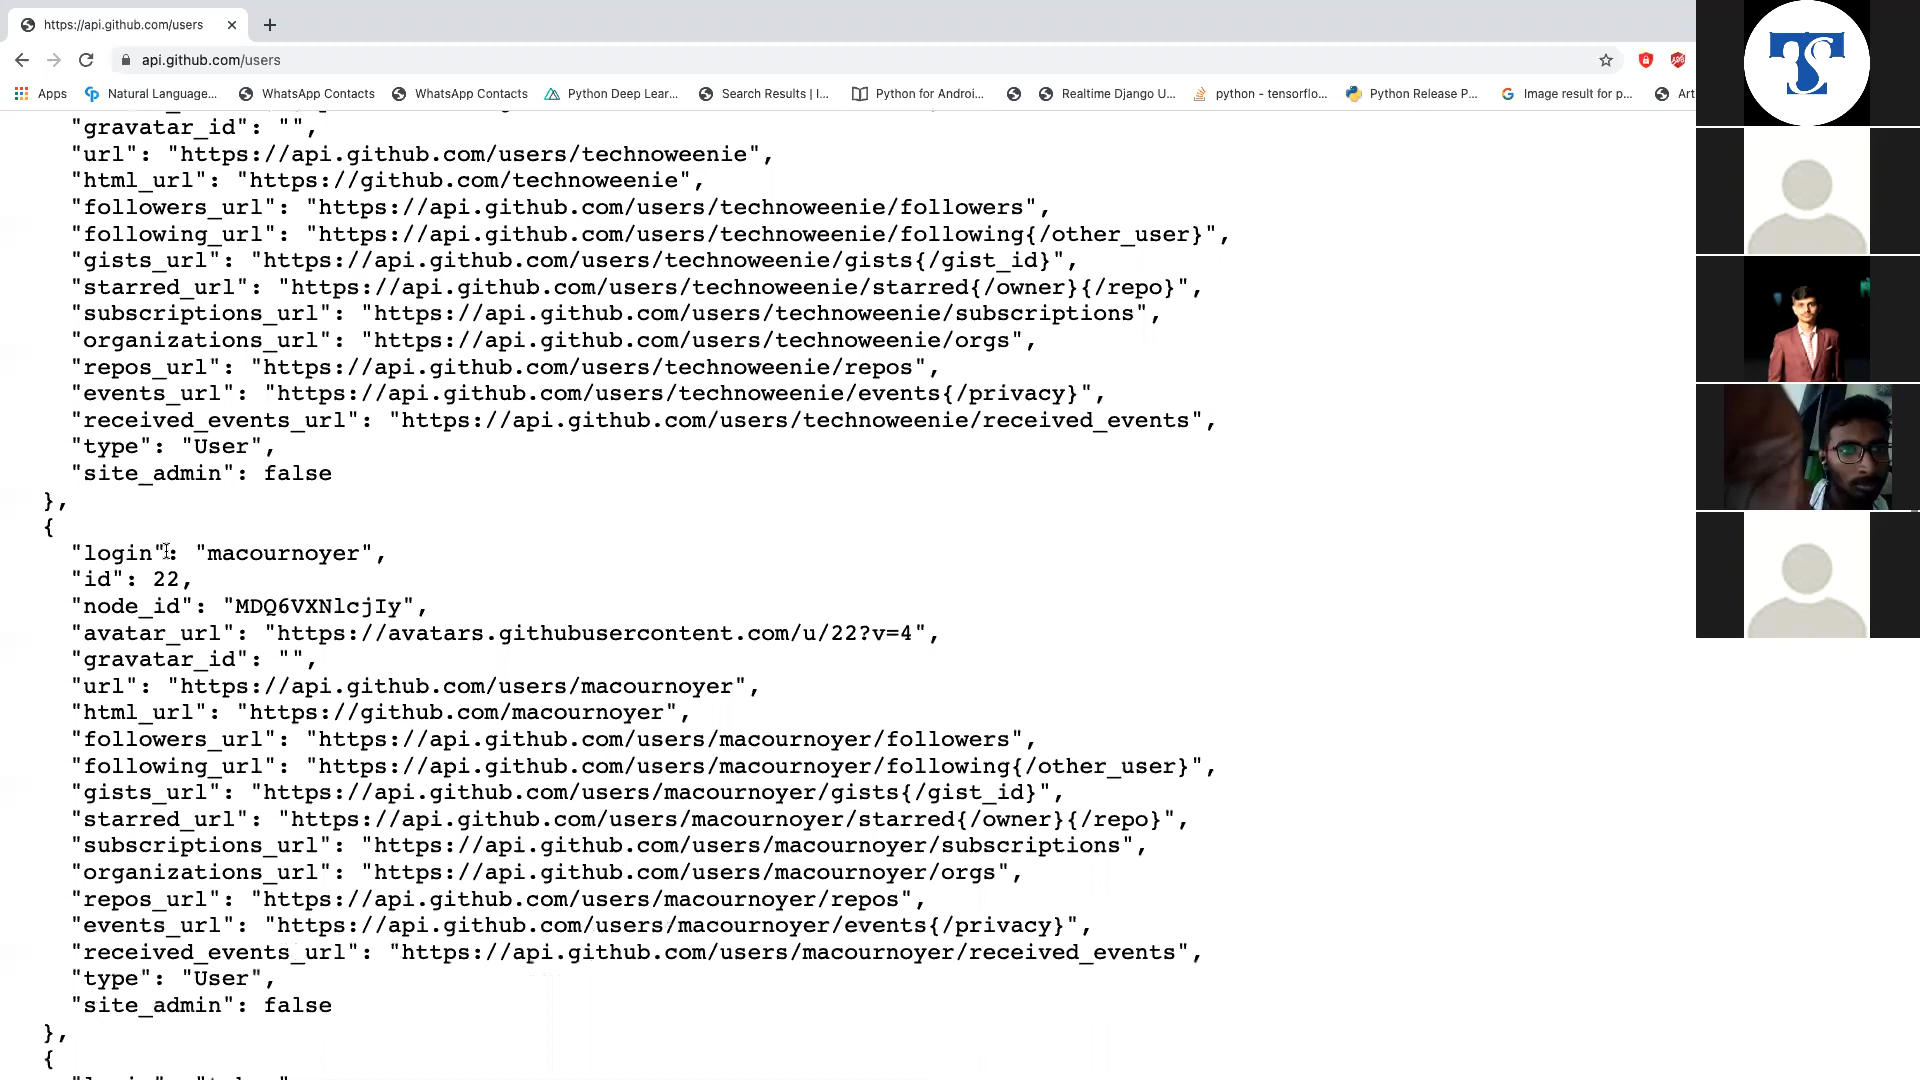 https://api.github.com/users
api.github.com/users
Apps
Natural Language...
WhatsApp Contacts
WhatsApp Contacts
Python Deep Lear...
Search Results | I...
Python for Androi...
Realtime Django U...
python - tensorflo...
Python Release P...
Image result for p...
Art
"gravatar_id": "",
"url": "https://api.github.com/users/technoweenie",
"html_url": "https://github.com/technoweenie",
"followers_url": "https://api.github.com/users/technoweenie/followers",
"following_url": "https://api.github.com/users/technoweenie/following{/other_user}",
"gists_url": "https://api.github.com/users/technoweenie/gists{/gist_id}",
"starred_url": "https://api.github.com/users/technoweenie/starred{/owner}{/repo}",
"subscriptions_url": "https://api.github.com/users/technoweenie/subscriptions",
"organizations_url": "https://api.github.com/users/technoweenie/orgs",
"repos_url": "https://api.github.com/users/technoweenie/repos",
"events_url": "https://api.github.com/users/technoweenie/events{/privacy}",
"received_events_url": "https://api.github.com/users/technoweenie/received_events",
"type": "User",
"site_admin": false
},
{
"login": "macournoyer",
"id": 22,
"node_id": "MDQ6VXNlcjIy",
"avatar_url": "https://avatars.githubusercontent.com/u/22?v=4",
"gravatar_id": "",
"url": "https://api.github.com/users/macournoyer",
"html_url": "https://github.com/macournoyer",
"followers_url": "https://api.github.com/users/macournoyer/followers",
"following_url": "https://api.github.com/users/macournoyer/following{/other_user}",
"gists_url": "https://api.github.com/users/macournoyer/gists{/gist_id}",
"starred_url": "https://api.github.com/users/macournoyer/starred{/owner}{/repo}",
"subscriptions_url": "https://api.github.com/users/macournoyer/subscriptions",
"organizations_url": "https://api.github.com/users/macournoyer/orgs",
"repos_url": "https://api.github.com/users/macournoyer/repos",
"events_url": "https://api.github.com/users/macournoyer/events{/privacy}",
"received_events_url": "https://api.github.com/users/macournoyer/received_events",
"type": "User",
"site_admin": false
},
{